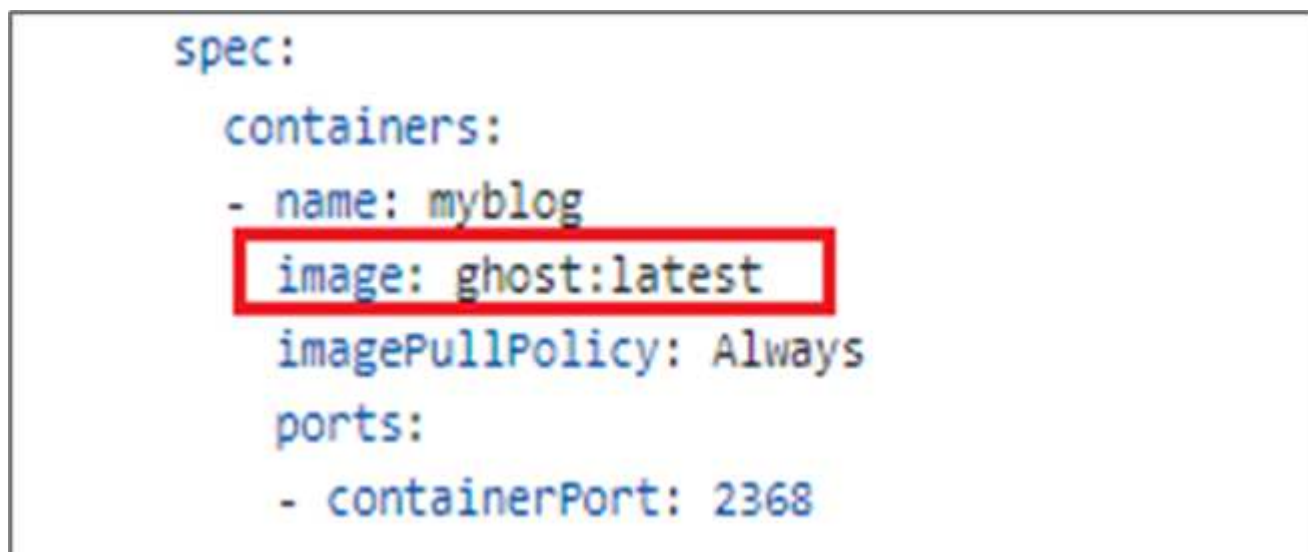 spec:
containers:
- name: myblog
image: ghost:latest
imagePullPolicy: Always
ports:
- containerPort: 2368